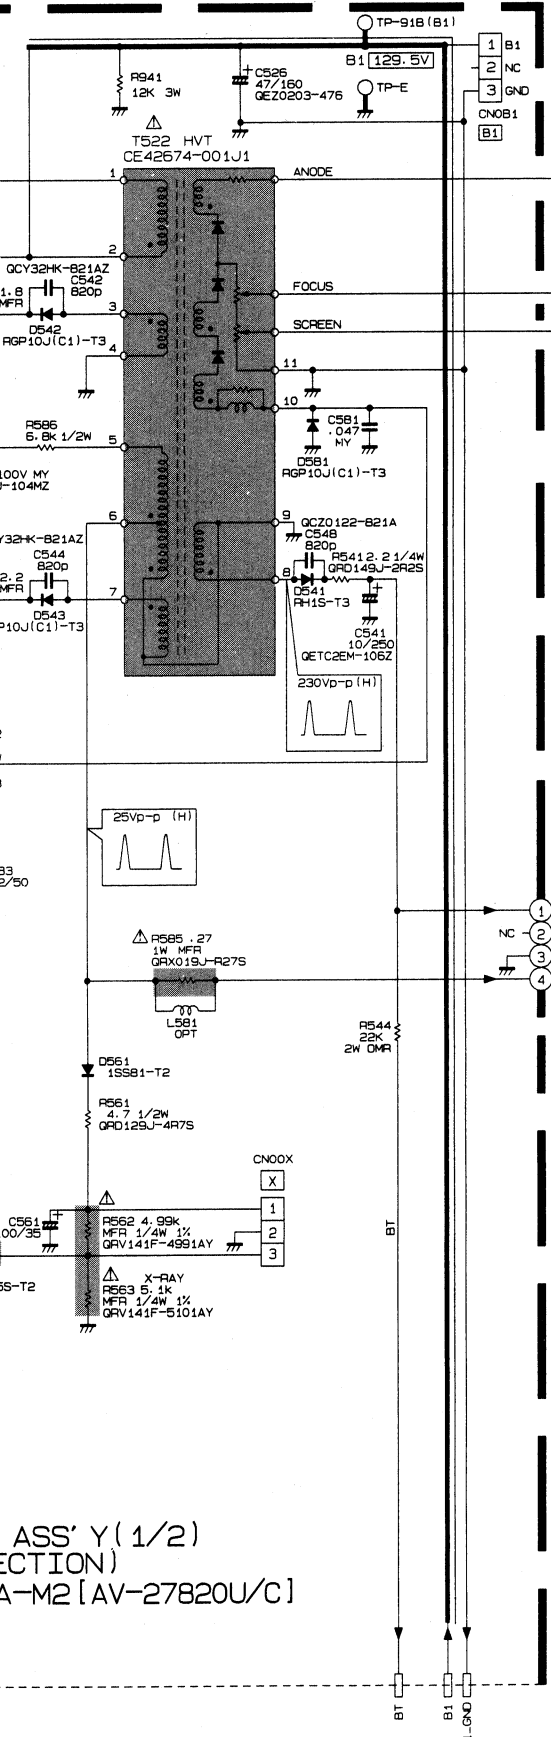 TP-91B(B1)
B1 129.5V
1 B1
2 NC
3 GND
CN0B1
B1
R941
12K 3W
C526
47/160
QEZ0203-476
TP-E
T522 HVT
CE42674-001J1
1
ANODE
2
QCY32HK-821AZ
C542
820p
1.8
MFR
3
FOCUS
D542
RGP10J(C1)-T3
SCREEN
4
11
10
R586
6.8k 1/2W
C581
.047
MY
D581
RGP10J(C1)-T3
5
100V MY
J-104MZ
6
9
QCZ0122-821A
C548
820p
Y32HK-821AZ
C544
820p
2.2
MFR
R541 2.2 1/4W
QRD149J-2R2S
7
8
D541
RH1S-T3
D543
P10J(C1)-T3
C541
10/250
QETC2EM-106Z
230Vp-p(H)
25Vp-p (H)
83
2/50
1
NC 2
3
4
R585 .27
1W MFR
QRX019J-R27S
L581
OPT
R544
22K
2W OMR
D561
1SS81-T2
R561
4.7 1/2W
QRD129J-4R7S
CN00X
X
1
2
3
C561
00/35
R562 4.99k
MFR 1/4W 1%
QRV141F-4991AY
BT
5S-T2
X-RAY
R563 5.1k
MFR 1/4W 1%
QRV141F-5101AY
ASS'Y(1/2)
ECTION)
A-M2[AV-27820U/C]
BT
B1
1_GND